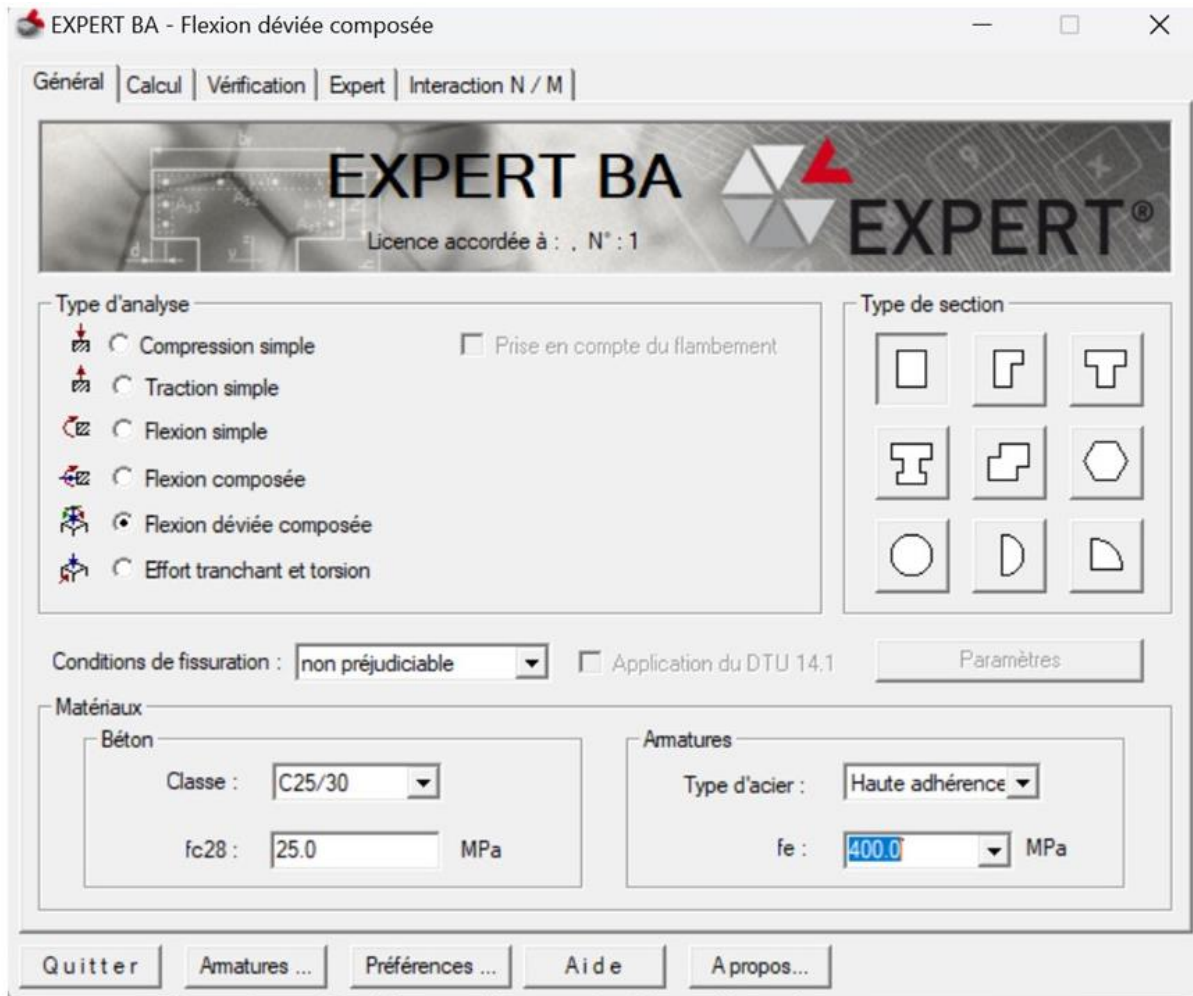 EXPERT BA - Flexion déviée composée
Général Calcul Vérification Expert Interaction N / M
EXPERT BA
Licence accordée à : , N° : 1
EXPERT®
Type d'analyse
Compression simple
Prise en compte du flambement
Traction simple
Flexion simple
Flexion composée
Flexion déviée composée
Effort tranchant et torsion
Type de section
Conditions de fissuration : non préjudiciable
Application du DTU 14.1
Paramètres
Matériaux
Béton
Classe : C25/30
fc28 : 25.0 MPa
Armatures
Type d'acier : Haute adhérence
fe : 400.0 MPa
Quitter Armatures ... Préférences ... Aide A propos...